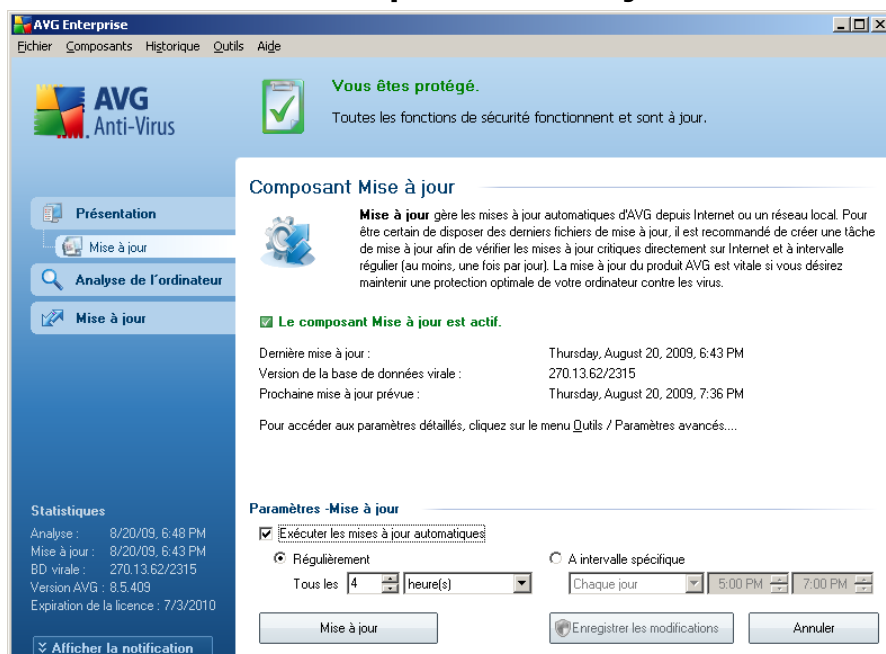 AVG Enterprise
Fichier Composants Historique Outils Aide
AVG
Anti-Virus
Vous êtes protégé.
Toutes les fonctions de sécurité fonctionnent et sont à jour.
Présentation
Mise à jour
Analyse de l'ordinateur
Mise à jour
Composant Mise à jour
Mise à jour gère les mises à jour automatiques d'AVG depuis Internet ou un réseau local. Pour
être certain de disposer des derniers fichiers de mise à jour, il est recommandé de créer une tâche
de mise à jour afin de vérifier les mises à jour critiques directement sur Internet et à intervalle
régulier (au moins, une fois par jour). La mise à jour du produit AVG est vitale si vous désirez
maintenir une protection optimale de votre ordinateur contre les virus.
Le composant Mise à jour est actif.
Dernière mise à jour : Thursday, August 20, 2009, 6:43 PM
Version de la base de données virale : 270.13.62/2315
Prochaine mise à jour prévue : Thursday, August 20, 2009, 7:36 PM
Pour accéder aux paramètres détaillés, cliquez sur le menu Outils / Paramètres avancés....
Statistiques
Analyse : 8/20/09, 6:48 PM
Mise à jour : 8/20/09, 6:43 PM
BD virale : 270.13.62/2315
Version AVG : 8.5.409
Expiration de la licence : 7/3/2010
Afficher la notification
Paramètres -Mise à jour
Exécuter les mises à jour automatiques
Régulièrement
Tous les 4 heure(s)
A intervalle spécifique
Chaque jour 5:00 PM 7:00 PM
Mise à jour
Enregistrer les modifications
Annuler